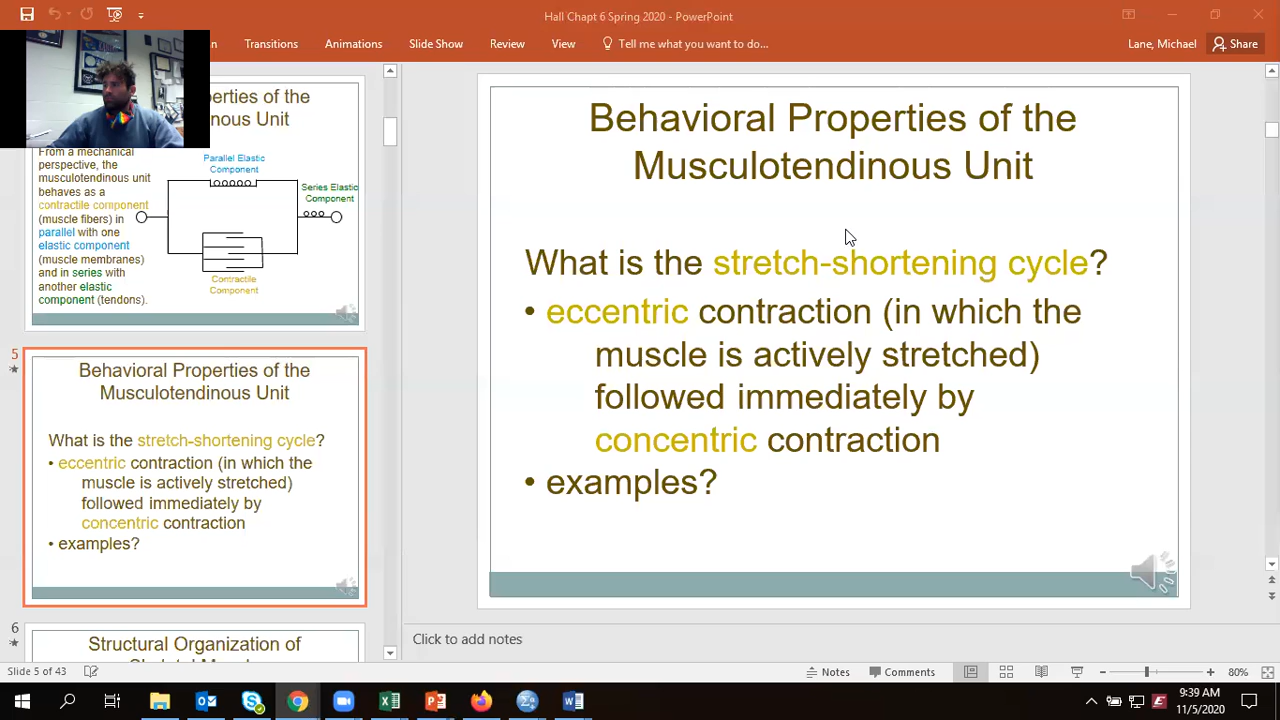 Hall Chapt 6 Spring 2020 - PowerPoint
Transitions Animations Slide Show Review View Tell me what you want to do... Lane, Michael Share
perties of the
nous Unit
From a mechanical
perspective, the
musculotendinous unit
behaves as a
contractile component
(muscle fibers) in
parallel with one
elastic component
(muscle membranes)
and in series with
another elastic
component (tendons).
Parallel Elastic
Component
Series Elastic
Component
Contractile
Component
5
Behavioral Properties of the
Musculotendinous Unit
What is the stretch-shortening cycle?
• eccentric contraction (in which the
muscle is actively stretched)
followed immediately by
concentric contraction
• examples?
6
Structural Organization of
Behavioral Properties of the
Musculotendinous Unit
What is the stretch-shortening cycle?
• eccentric contraction (in which the
muscle is actively stretched)
followed immediately by
concentric contraction
• examples?
Click to add notes
Slide 5 of 43 Notes Comments 80%
9:39 AM
11/5/2020